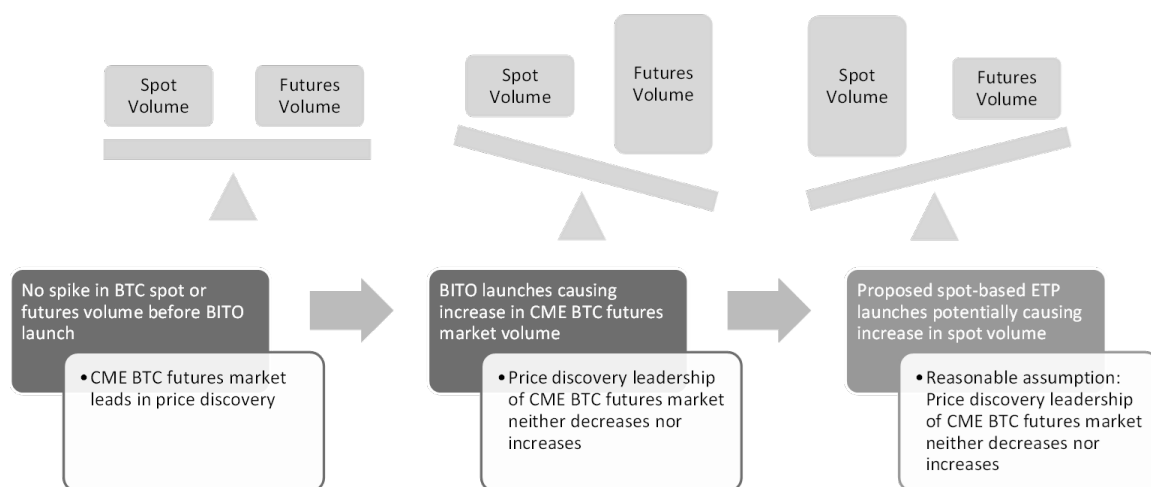 Spot
Volume
Futures
Volume
Spot
Volume
Futures
Volume
Spot
Volume
Futures
Volume
No spike in BTC spot or
futures volume before BITO
launch
• CME BTC futures market
leads in price discovery
BITO launches causing
increase in CME BTC futures
market volume
• Price discovery leadership
of CME BTC futures market
neither decreases nor
increases
Proposed spot-based ETP
launches potentially causing
increase in spot volume
• Reasonable assumption:
Price discovery leadership
of CME BTC futures market
neither decreases nor
increases